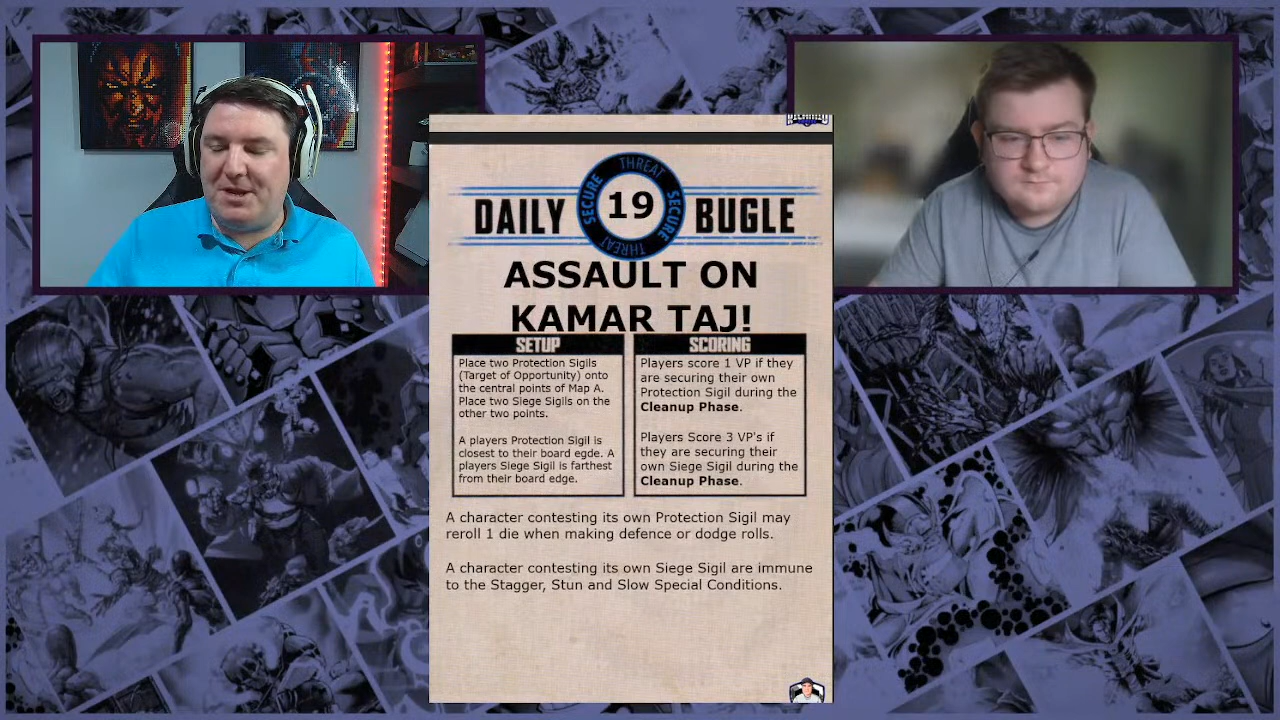 THREAT
SECURE 19 SECURE
THREAT
DAILY BUGLE
ASSAULT ON
KAMAR TAJ!
SETUP
Place two Protection Sigils
(Target of Opportunity) onto
the central points of Map A.
Place two Siege Sigils on the
other two points.
A players Protection Sigil is
closest to their board egde. A
players Siege Sigil is farthest
from their board edge.
SCORING
Players score 1 VP if they
are securing their own
Protection Sigil during the
Cleanup Phase.
Players Score 3 VP's if
they are securing their
own Siege Sigil during the
Cleanup Phase.
A character contesting its own Protection Sigil may
reroll 1 die when making defence or dodge rolls.
A character contesting its own Siege Sigil are immune
to the Stagger, Stun and Slow Special Conditions.